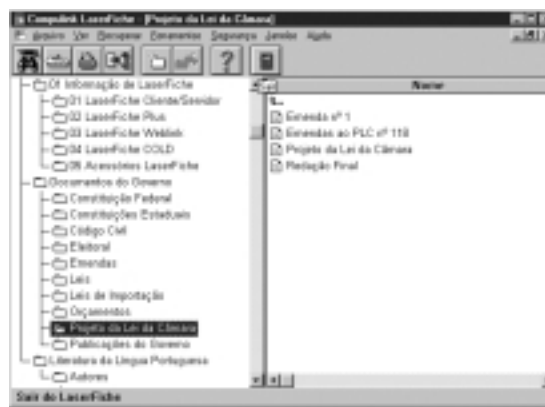 Compulink LaserFiche - [Projeto da Lei da Câmara]
Arquivo Ver Recuperar Ferramentas Segurança Janelas Ajuda
01 Informação de LaserFiche
01 LaserFiche Cliente/Servidor
02 LaserFiche Plus
03 LaserFiche Weblink
04 LaserFiche COLD
05 Acessórios LaserFiche
Documentos do Governo
Constituição Federal
Constituições Estaduais
Código Civil
Eleitoral
Emendas
Leis
Leis de Importação
Orçamentos
Projeto da Lei da Câmara
Publicações do Governo
Literatura da Língua Portuguesa
Autores
Name
Emenda nº 1
Emendas ao PLC nº 118
Projeto da Lei da Câmara
Redação Final
Sair do LaserFiche